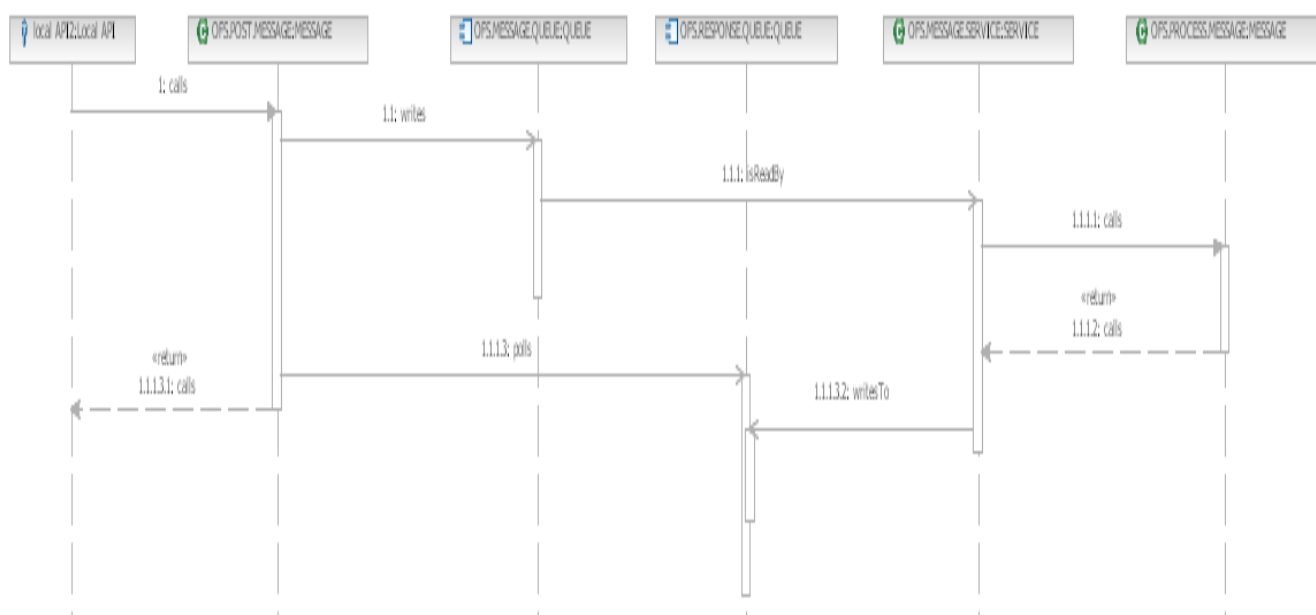 local API2:Local API
OFS.POST.MESSAGE:MESSAGE
OFS.MESSAGE.QUEUE:QUEUE
OFS.RESPONSE.QUEUE:QUEUE
OFS.MESSAGE.SERVICE:SERVICE
OFS.PROCESS.MESSAGE:MESSAGE
1: calls
1.1: writes
1.1.1: isReadBy
1.1.1.1: calls
«return»
1.1.1.2: calls
1.1.1.3: polls
«return»
1.1.1.3.1: calls
1.1.1.3.2: writesTo